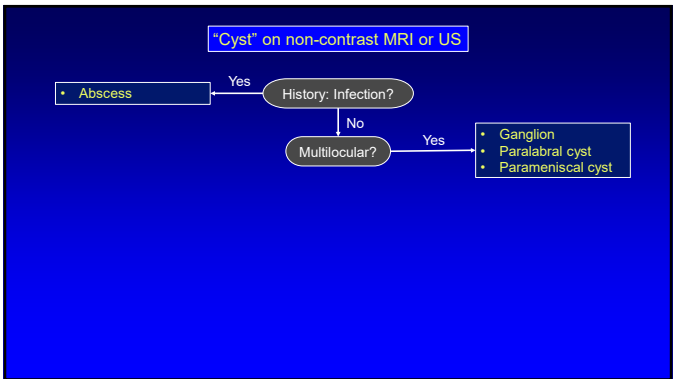 “Cyst” on non-contrast MRI or US
• Abscess
Yes
History: Infection?
No
Multilocular?
Yes
• Ganglion
• Paralabral cyst
• Parameniscal cyst